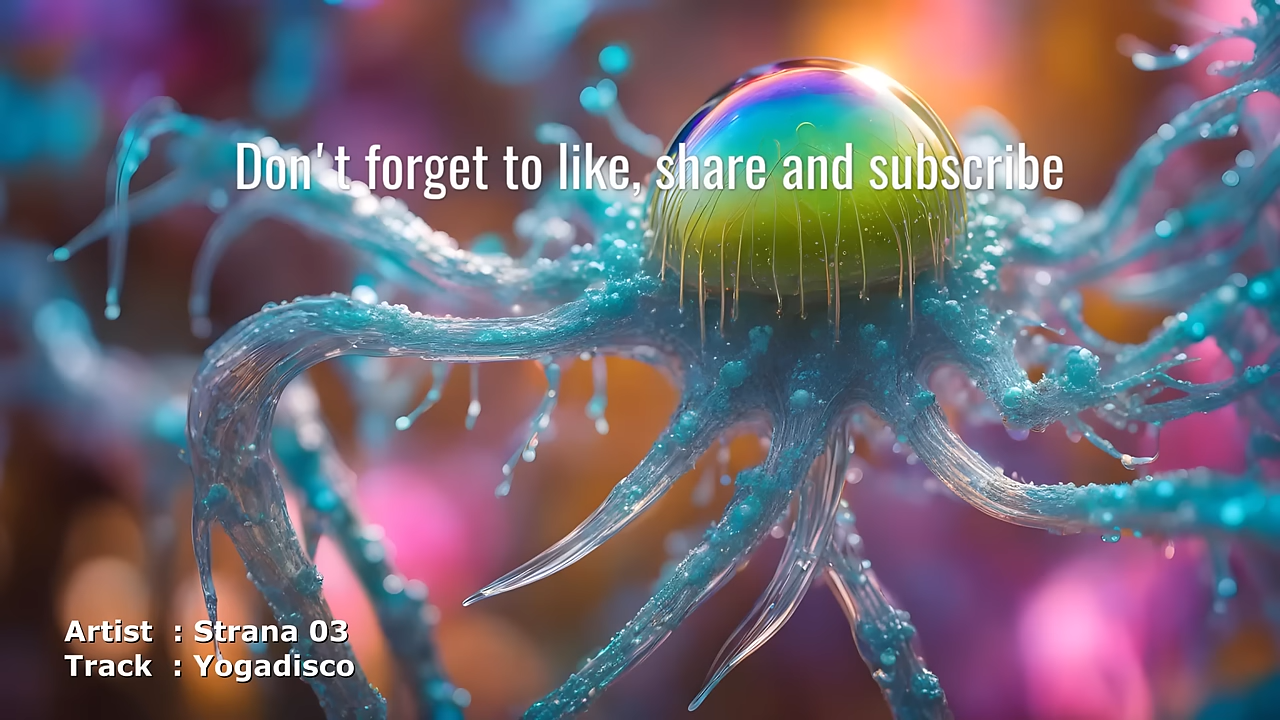 Don't forget to like, share and subscribe
Artist : Strana 03
Track : Yogadisco